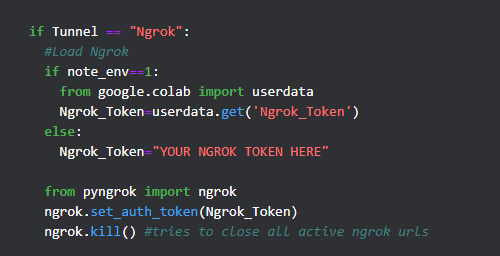 if Tunnel == "Ngrok":
#Load Ngrok
if note_env==1:
from google.colab import userdata
Ngrok_Token=userdata.get('Ngrok_Token')
else:
Ngrok_Token="YOUR NGROK TOKEN HERE"
from pyngrok import ngrok
ngrok.set_auth_token(Ngrok_Token)
ngrok.kill() #tries to close all active ngrok urls